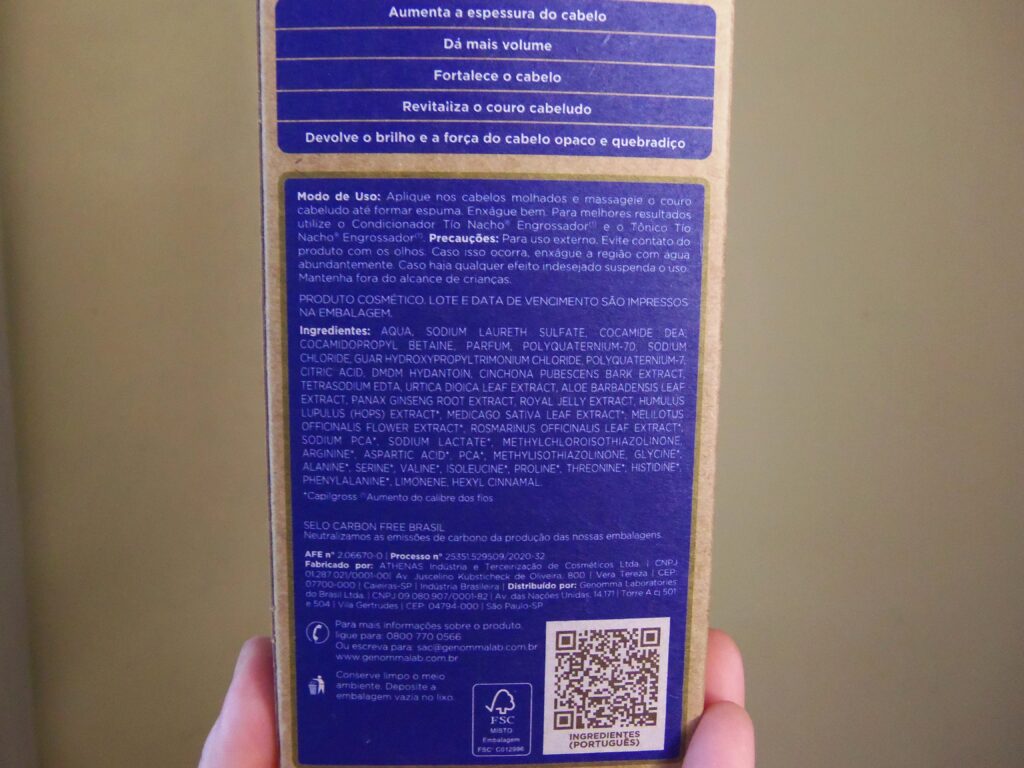 Aumenta a espessura do cabelo
Dá mais volume
Fortalece o cabelo
Revitaliza o couro cabeludo
Devolve o brilho e a força do cabelo opaco e quebradiço
Modo de Uso: Aplique nos cabelos molhados e massageie o couro
cabeludo até formar espuma. Enxágue bem. Para melhores resultados
utilize o Condicionador Tío Nacho® Engrossador⁽¹⁾ e o Tônico Tío
Nacho® Engrossador⁽¹⁾. Precauções: Para uso externo. Evite contato do
produto com os olhos. Caso isso ocorra, enxágue a região com água
abundantemente. Caso haja qualquer efeito indesejado suspenda o uso.
Mantenha fora do alcance de crianças.
PRODUTO COSMÉTICO. LOTE E DATA DE VENCIMENTO SÃO IMPRESSOS
NA EMBALAGEM.
Ingredientes: AQUA, SODIUM LAURETH SULFATE, COCAMIDE DEA,
COCAMIDOPROPYL BETAINE, PARFUM, POLYQUATERNIUM-70, SODIUM
CHLORIDE, GUAR HYDROXYPROPYLTRIMONIUM CHLORIDE, POLYQUATERNIUM-7,
CITRIC ACID, DMDM HYDANTOIN, CINCHONA PUBESCENS BARK EXTRACT,
TETRASODIUM EDTA, URTICA DIOICA LEAF EXTRACT, ALOE BARBADENSIS LEAF
EXTRACT, PANAX GINSENG ROOT EXTRACT, ROYAL JELLY EXTRACT, HUMULUS
LUPULUS (HOPS) EXTRACT*, MEDICAGO SATIVA LEAF EXTRACT*, MELILOTUS
OFFICINALIS FLOWER EXTRACT*, ROSMARINUS OFFICINALIS LEAF EXTRACT*,
SODIUM PCA*, SODIUM LACTATE*, METHYLCHLOROISOTHIAZOLINONE,
ARGININE*, ASPARTIC ACID*, PCA*, METHYLISOTHIAZOLINONE, GLYCINE*,
ALANINE*, SERINE*, VALINE*, ISOLEUCINE*, PROLINE*, THREONINE*, HISTIDINE*,
PHENYLALANINE*, LIMONENE, HEXYL CINNAMAL.
*Capilgross ⁽¹⁾Aumento do calibre dos fios
SELO CARBON FREE BRASIL
Neutralizamos as emissões de carbono da produção das nossas embalagens.
AFE n° 2.06670-0 | Processo n° 25351.529509/2020-32
Fabricado por: ATHENAS Indústria e Terceirização de Cosméticos Ltda. | CNPJ
01.287.021/0001-00| Av. Juscelino Kubsticheck de Oliveira, 800 | Vera Tereza | CEP:
07700-000 | Caieiras-SP | Indústria Brasileira | Distribuído por: Genomma Laboratories
do Brasil Ltda. | CNPJ 09.080.907/0001-82 | Av. das Nações Unidas, 14.171 | Torre A cj 501
e 504 | Vila Gertrudes | CEP: 04794-000 | São Paulo-SP
Para mais informações sobre o produto,
ligue para: 0800 770 0566
Ou escreva para: sac@genommalab.com.br
www.genommalab.com.br
Conserve limpo o meio
ambiente. Deposite a
embalagem vazia no lixo.
FSC
MISTO
Embalagem
FSC® C012996
INGREDIENTES
(PORTUGUÊS)